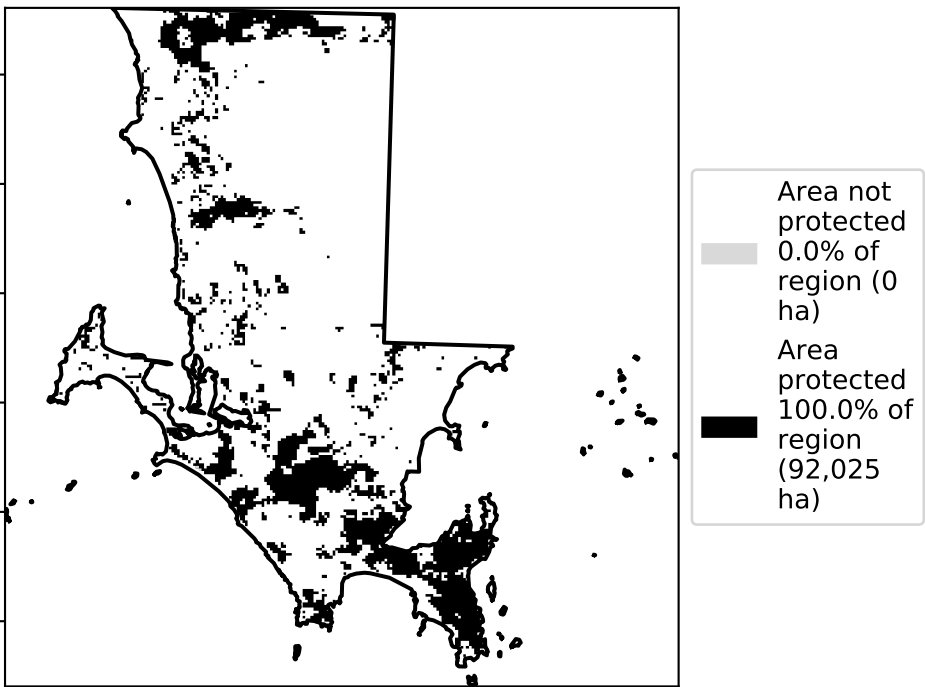 Area not
protected
0.0% of
region (0
ha)
Area
protected
100.0% of
region
(92,025
ha)